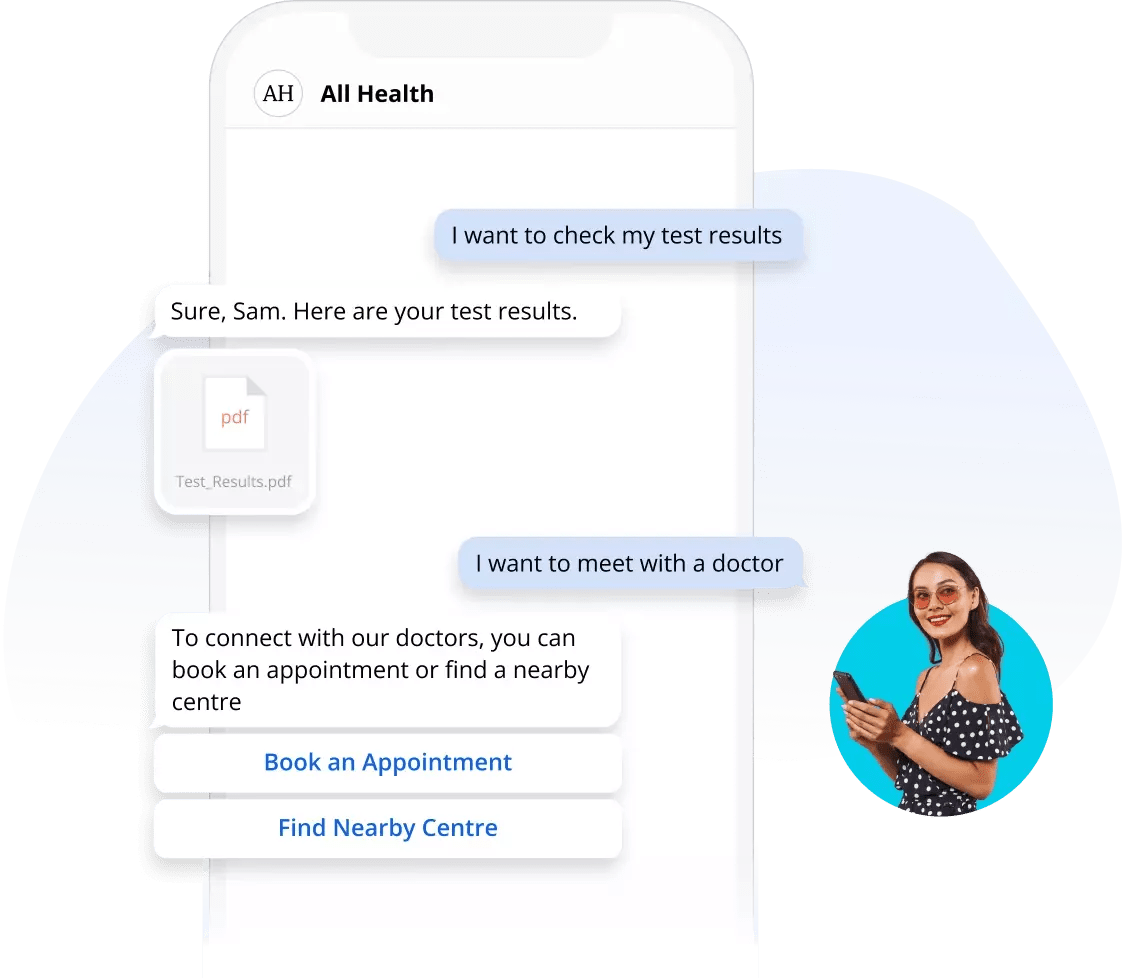 AH All Health
I want to check my test results
Sure, Sam. Here are your test results.
pdf
Test_Results.pdf
I want to meet with a doctor
To connect with our doctors, you can
book an appointment or find a nearby
centre
Book an Appointment
Find Nearby Centre